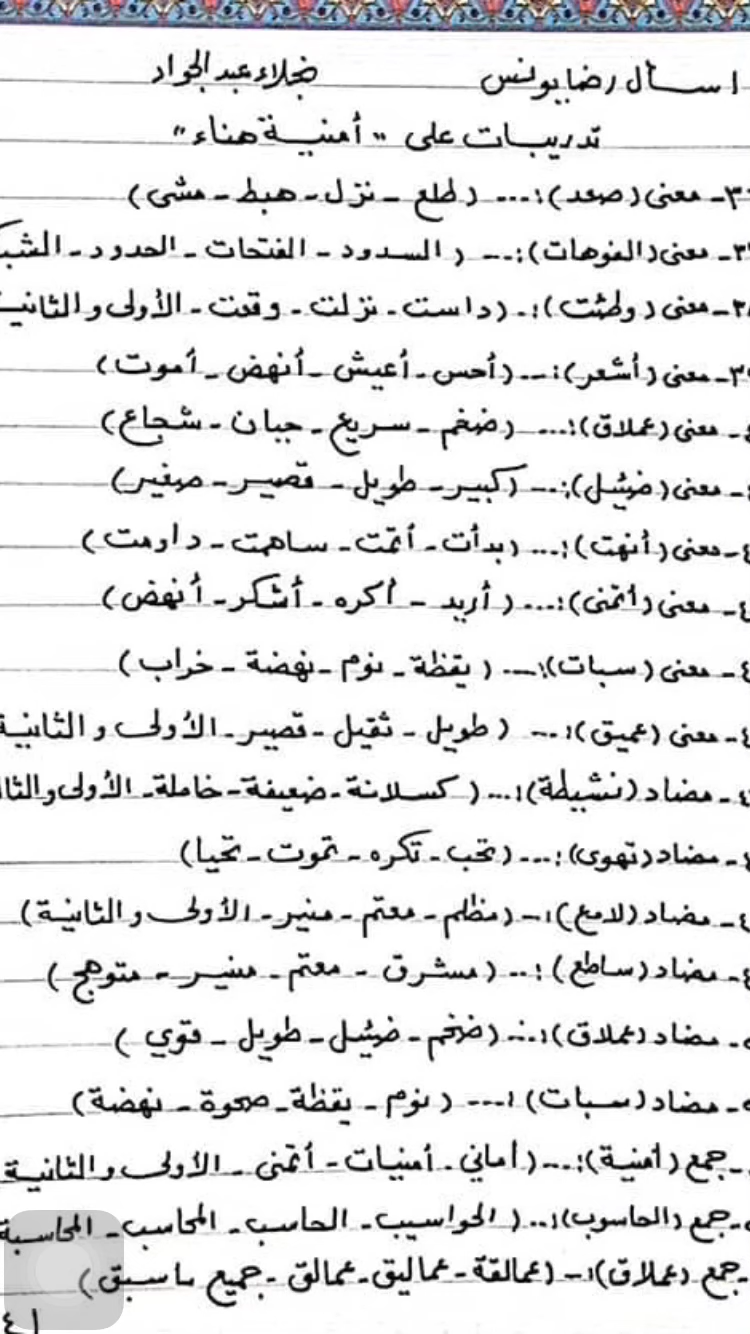 اسأل رضا يونس نجلاء عبد الجواد
تدريبات على "أمنية هناء"
- معنى (صعد):... (طلع - نزل - هبط - مشى)
- معنى (الفوهات):... (السدود - الفتحات - الحدود - الشب
- معنى (وطئت):. (داست - نزلت - وقعت - الأولى والثانية
- معنى (أشعر):... (أحس - أعيش - أنهض - أموت)
- معنى (عملاق):... (ضخم - سريع - جبان - شجاع)
- معنى (ضئيل):... (كبير - طويل - قصير - صغير)
- معنى (أنهت):... (بدأت - أتمت - ساهمت - داومت)
- معنى (أتمنى):... (أريد - أكره - أشكر - أنهض)
- معنى (سبات):... (يقظة - نوم - نهضة - خراب)
- معنى (عميق):... (طويل - ثقيل - قصير - الأولى والثانية
- مضاد (نشيطة):... (كسلانة - ضعيفة - خاملة - الأولى والثا
- مضاد (تهوى):... (تحب - تكره - تموت - تحيا)
- مضاد (لامع):- (مظلم - معتم - منير - الأولى والثانية)
- مضاد (ساطع):.. (مشرق - معتم - منير - متوهج)
- مضاد (عملاق):... (ضخم - ضئيل - طويل - قوي)
- مضاد (سبات):... (نوم - يقظة - صحوة - نهضة)
- جمع (أمنية):... (أماني - أمنيات - أتمنى - الأولى والثانية
- جمع (الحاسوب):.. (الحواسيب - الحاسب - المحاسب - المحاسبة
- جمع (عملاق):- (عمالقة - عماليق - عمالق - جميع ما سبق)